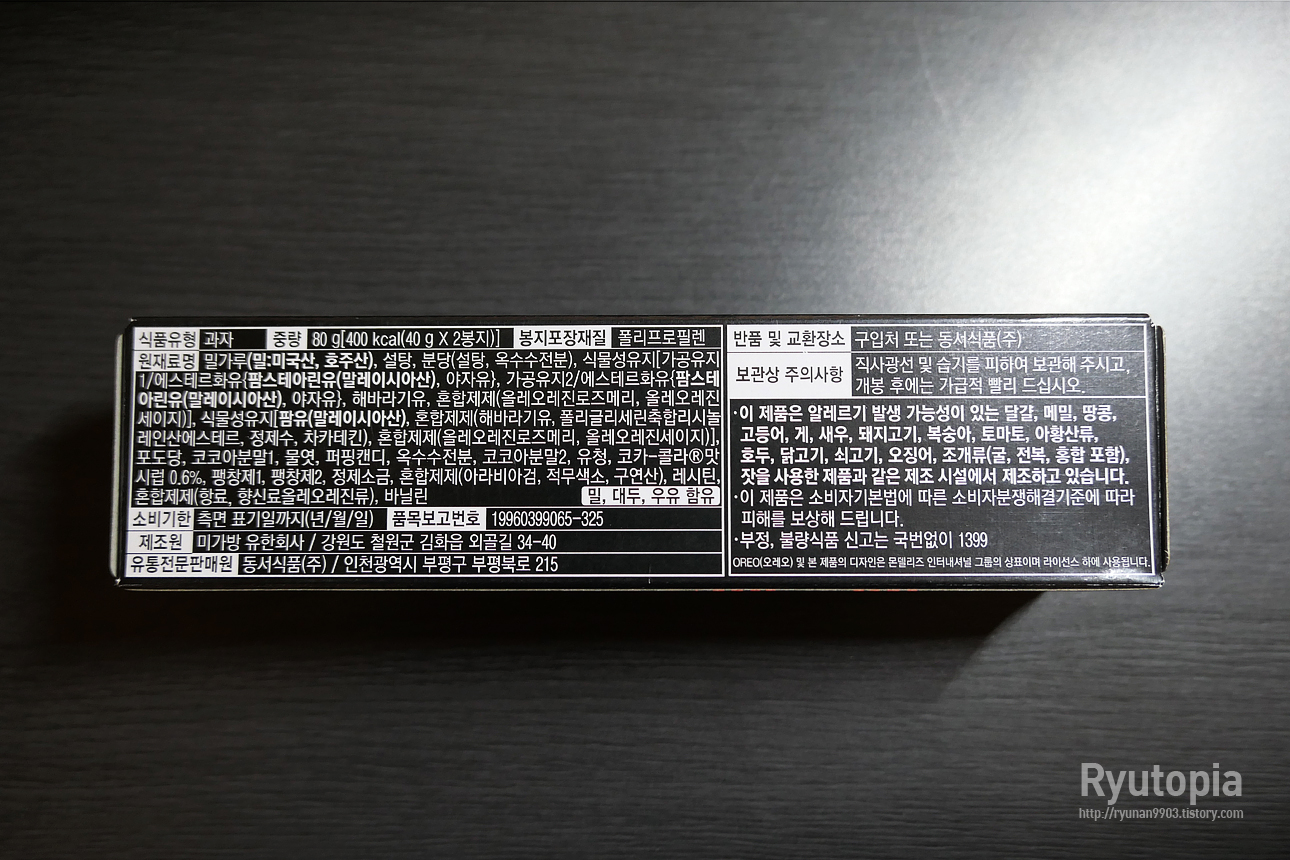 식품유형 과자 중량 80 g[400 kcal(40 g X 2봉지)] 봉지포장재질 폴리프로필렌
원재료명 밀가루(밀:미국산, 호주산), 설탕, 분당(설탕, 옥수수전분), 식물성유지[가공유지
1/에스테르화유{팜스테아린유(말레이시아산), 야자유}, 가공유지2/에스테르화유{팜스테
아린유(말레이시아산), 야자유}, 해바라기유, 혼합제제(올레오레진로즈메리, 올레오레진
세이지)], 식물성유지[팜유(말레이시아산), 혼합제제(해바라기유, 폴리글리세린축합리시놀
레인산에스테르, 정제수, 차카테킨), 혼합제제(올레오레진로즈메리, 올레오레진세이지)],
포도당, 코코아분말1, 물엿, 퍼핑캔디, 옥수수전분, 코코아분말2, 유청, 코카-콜라®맛
시럽 0.6%, 팽창제1, 팽창제2, 정제소금, 혼합제제(아라비아검, 적무색소, 구연산), 레시틴,
혼합제제(향료, 향신료올레오레진류), 바닐린 밀, 대두, 우유 함유
소비기한 측면 표기일까지(년/월/일) 품목보고번호 19960399065-325
제조원 미가방 유한회사 / 강원도 철원군 김화읍 외골길 34-40
유통전문판매원 동서식품(주) / 인천광역시 부평구 부평북로 215
반품 및 교환장소 구입처 또는 동서식품(주)
보관상 주의사항 직사광선 및 습기를 피하여 보관해 주시고,
개봉 후에는 가급적 빨리 드십시오.
·이 제품은 알레르기 발생 가능성이 있는 달걀, 메밀, 땅콩,
고등어, 게, 새우, 돼지고기, 복숭아, 토마토, 아황산류,
호두, 닭고기, 쇠고기, 오징어, 조개류(굴, 전복, 홍합 포함),
잣을 사용한 제품과 같은 제조 시설에서 제조하고 있습니다.
·이 제품은 소비자기본법에 따른 소비자분쟁해결기준에 따라
피해를 보상해 드립니다.
·부정, 불량식품 신고는 국번없이 1399
OREO(오레오) 및 본 제품의 디자인은 몬델리즈 인터내셔널 그룹의 상표이며 라이선스 하에 사용됩니다.
Ryutopia
http://ryunan9903.tistory.com